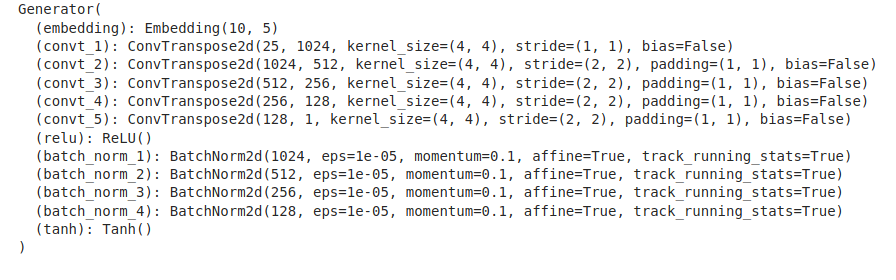 Generator(
  (embedding): Embedding(10, 5)
  (convt_1): ConvTranspose2d(25, 1024, kernel_size=(4, 4), stride=(1, 1), bias=False)
  (convt_2): ConvTranspose2d(1024, 512, kernel_size=(4, 4), stride=(2, 2), padding=(1, 1), bias=False)
  (convt_3): ConvTranspose2d(512, 256, kernel_size=(4, 4), stride=(2, 2), padding=(1, 1), bias=False)
  (convt_4): ConvTranspose2d(256, 128, kernel_size=(4, 4), stride=(2, 2), padding=(1, 1), bias=False)
  (convt_5): ConvTranspose2d(128, 1, kernel_size=(4, 4), stride=(2, 2), padding=(1, 1), bias=False)
  (relu): ReLU()
  (batch_norm_1): BatchNorm2d(1024, eps=1e-05, momentum=0.1, affine=True, track_running_stats=True)
  (batch_norm_2): BatchNorm2d(512, eps=1e-05, momentum=0.1, affine=True, track_running_stats=True)
  (batch_norm_3): BatchNorm2d(256, eps=1e-05, momentum=0.1, affine=True, track_running_stats=True)
  (batch_norm_4): BatchNorm2d(128, eps=1e-05, momentum=0.1, affine=True, track_running_stats=True)
  (tanh): Tanh()
)